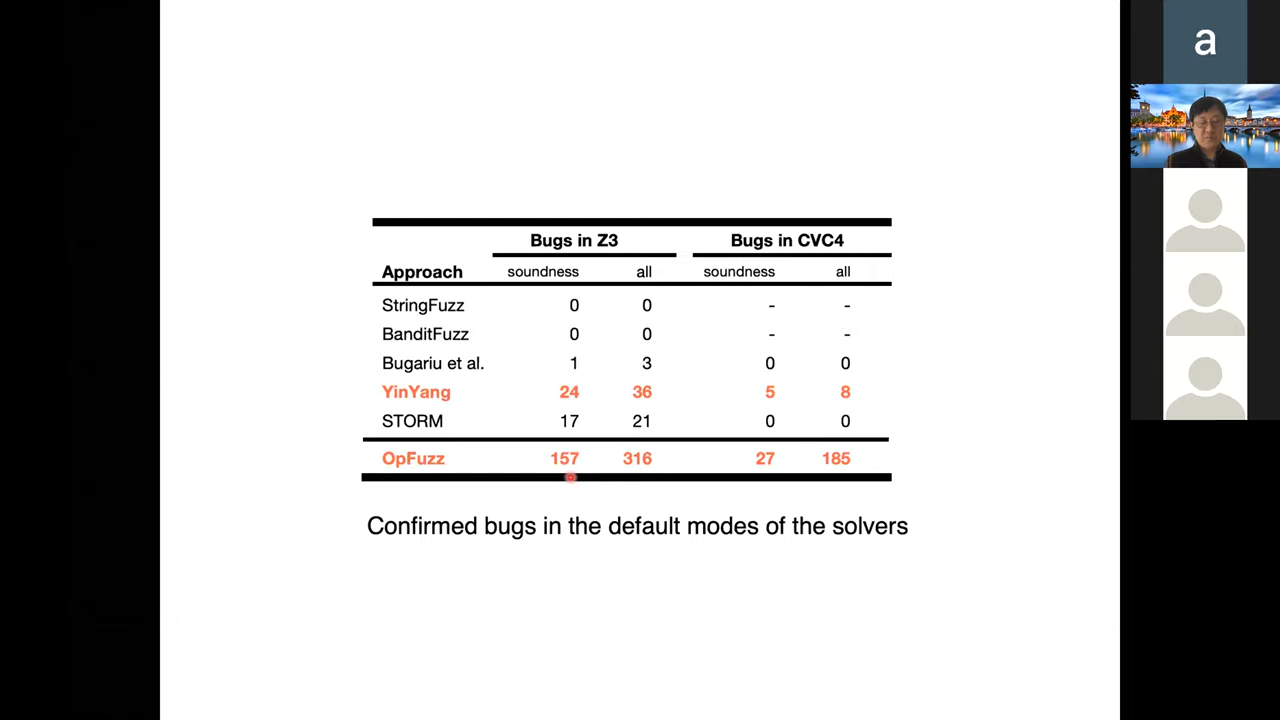 Bugs in Z3 Bugs in CVC4
Approach soundness all soundness all
StringFuzz 0 0 - -
BanditFuzz 0 0 - -
Bugariu et al. 1 3 0 0
YinYang 24 36 5 8
STORM 17 21 0 0
OpFuzz 157 316 27 185
Confirmed bugs in the default modes of the solvers
a